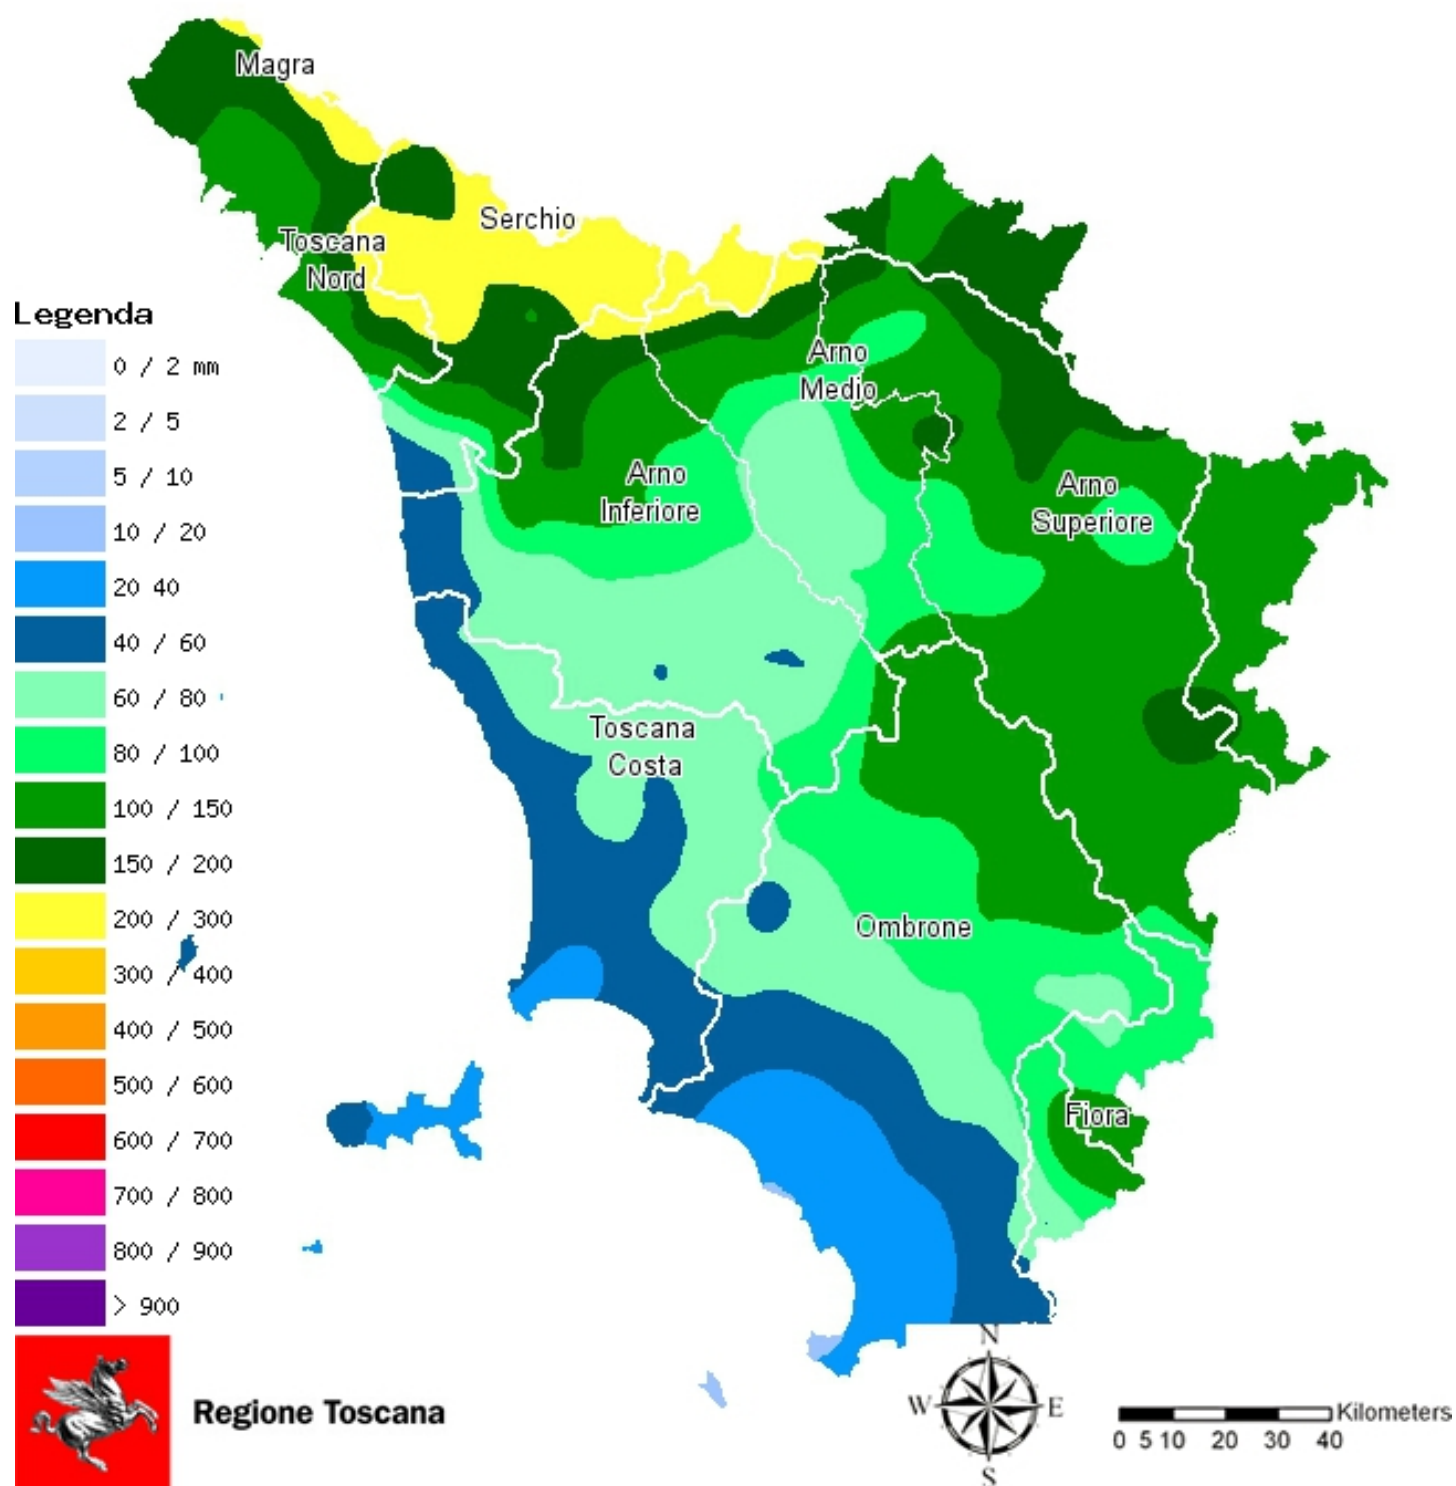 Magra
Serchio
Toscana
Nord
Legenda
0 / 2 mm
2 / 5
5 / 10
10 / 20
20 40
40 / 60
60 / 80
80 / 100
100 / 150
150 / 200
200 / 300
300 / 400
400 / 500
500 / 600
600 / 700
700 / 800
800 / 900
> 900
Arno
Medio
Arno
Inferiore
Arno
Superiore
Toscana
Costa
Ombrone
Fiora
Regione Toscana
N
W E
S
Kilometers
0 5 10 20 30 40